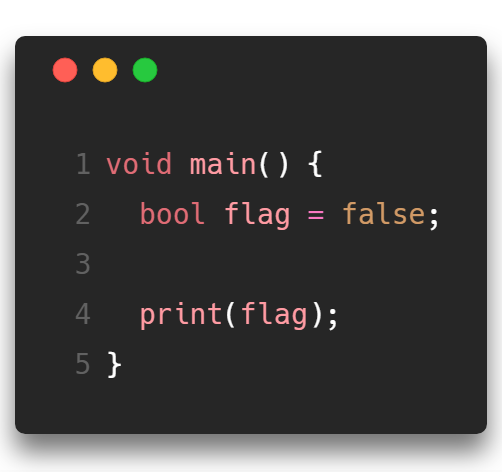 1 void main() {
2   bool flag = false;
3
4   print(flag);
5 }